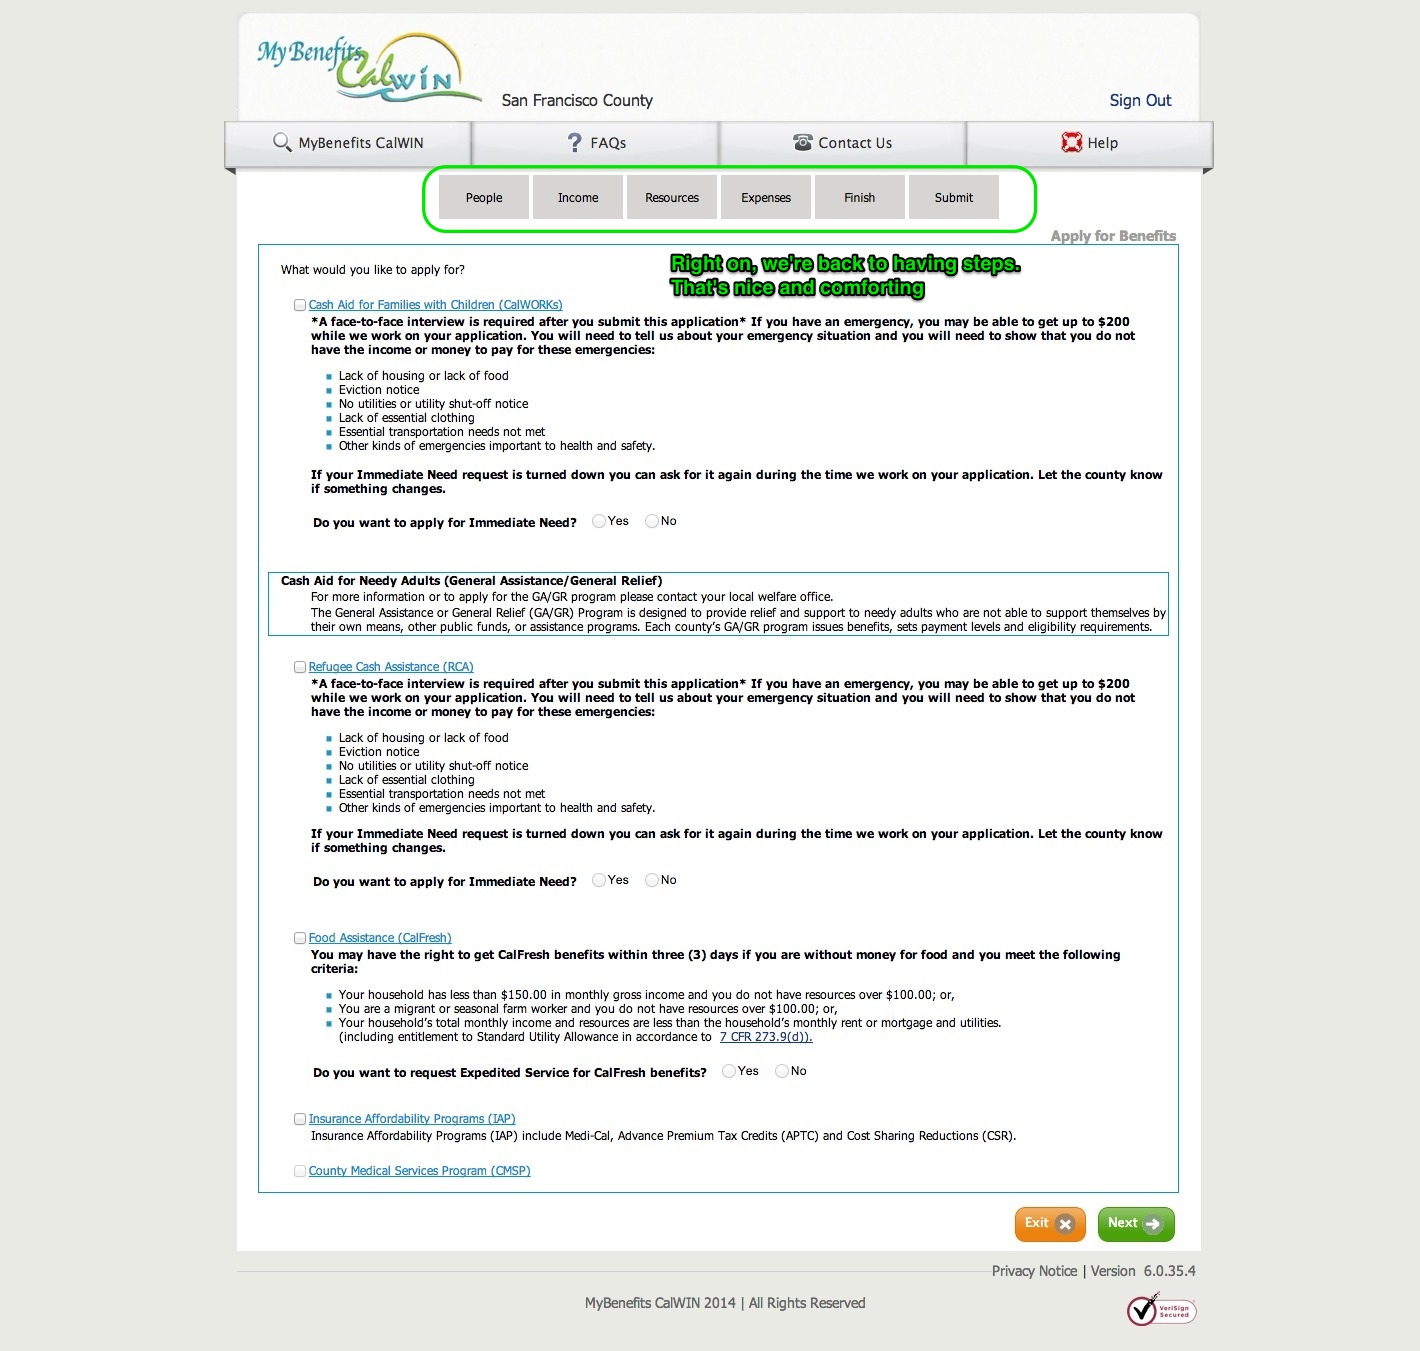 My Benefits
CalWIN
San Francisco County
Sign Out
MyBenefits CalWIN
FAQs
Contact Us
Help
People
Income
Resources
Expenses
Finish
Submit
Apply for Benefits
What would you like to apply for?
Right on, we're back to having steps.
That's nice and comforting
Cash Aid for Families with Children (CalWORKs)
*A face-to-face interview is required after you submit this application* If you have an emergency, you may be able to get up to $200
while we work on your application. You will need to tell us about your emergency situation and you will need to show that you do not
have the income or money to pay for these emergencies:
Lack of housing or lack of food
Eviction notice
No utilities or utility shut-off notice
Lack of essential clothing
Essential transportation needs not met
Other kinds of emergencies important to health and safety.
If your Immediate Need request is turned down you can ask for it again during the time we work on your application. Let the county know
if something changes.
Do you want to apply for Immediate Need? Yes No
Cash Aid for Needy Adults (General Assistance/General Relief)
For more information or to apply for the GA/GR program please contact your local welfare office.
The General Assistance or General Relief (GA/GR) Program is designed to provide relief and support to needy adults who are not able to support themselves by
their own means, other public funds, or assistance programs. Each county's GA/GR program issues benefits, sets payment levels and eligibility requirements.
Refugee Cash Assistance (RCA)
*A face-to-face interview is required after you submit this application* If you have an emergency, you may be able to get up to $200
while we work on your application. You will need to tell us about your emergency situation and you will need to show that you do not
have the income or money to pay for these emergencies:
Lack of housing or lack of food
Eviction notice
No utilities or utility shut-off notice
Lack of essential clothing
Essential transportation needs not met
Other kinds of emergencies important to health and safety.
If your Immediate Need request is turned down you can ask for it again during the time we work on your application. Let the county know
if something changes.
Do you want to apply for Immediate Need? Yes No
Food Assistance (CalFresh)
You may have the right to get CalFresh benefits within three (3) days if you are without money for food and you meet the following
criteria:
Your household has less than $150.00 in monthly gross income and you do not have resources over $100.00; or,
You are a migrant or seasonal farm worker and you do not have resources over $100.00; or,
Your household's total monthly income and resources are less than the household's monthly rent or mortgage and utilities.
(including entitlement to Standard Utility Allowance in accordance to 7 CFR 273.9(d)).
Do you want to request Expedited Service for CalFresh benefits? Yes No
Insurance Affordability Programs (IAP)
Insurance Affordability Programs (IAP) include Medi-Cal, Advance Premium Tax Credits (APTC) and Cost Sharing Reductions (CSR).
County Medical Services Program (CMSP)
Exit
Next
Privacy Notice | Version 6.0.35.4
MyBenefits CalWIN 2014 | All Rights Reserved
VeriSign
Secured